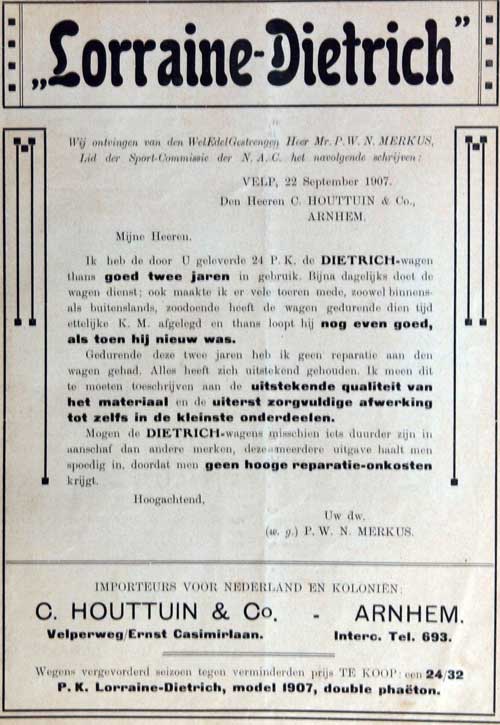 „Lorraine-Dietrich”
Wij ontvingen van den WelEdelGestrengen Heer Mr. P. W. N. MERKUS,
Lid der Sport-Commissie der N. A. C. het navolgende schrijven:
VELP, 22 September 1907.
Den Heeren C. HOUTTUIN & Co.,
ARNHEM.
Mijne Heeren.
Ik heb de door U geleverde 24 P. K. de DIETRICH-wagen
thans goed twee jaren in gebruik. Bijna dagelijks doet de
wagen dienst; ook maakte ik er vele toeren mede, zoowel binnens-
als buitenslands, zoodoende heeft de wagen gedurende dien tijd
ettelijke K. M. afgelegd en thans loopt hij nog even goed,
als toen hij nieuw was.
Gedurende deze twee jaren heb ik geen reparatie aan den
wagen gehad. Alles heeft zich uitstekend gehouden. Ik meen dit
te moeten toeschrijven aan de uitstekende qualiteit van
het materiaal en de uiterst zorgvuldige afwerking
tot zelfs in de kleinste onderdeelen.
Mogen de DIETRICH-wagens misschien iets duurder zijn in
aanschaf dan andere merken, deze meerdere uitgave haalt men
spoedig in, doordat men geen hooge reparatie-onkosten
krijgt.
Hoogachtend,
Uw dw.
(w. g.) P. W. N. MERKUS.
IMPORTEURS VOOR NEDERLAND EN KOLONIËN:
C. HOUTTUIN & Co. - ARNHEM.
Velperweg/Ernst Casimirlaan. Interc. Tel. 693.
Wegens vergevorderd seizoen tegen verminderden prijs TE KOOP: een 24/32
P. K. Lorraine-Dietrich, model 1907, double phaëton.